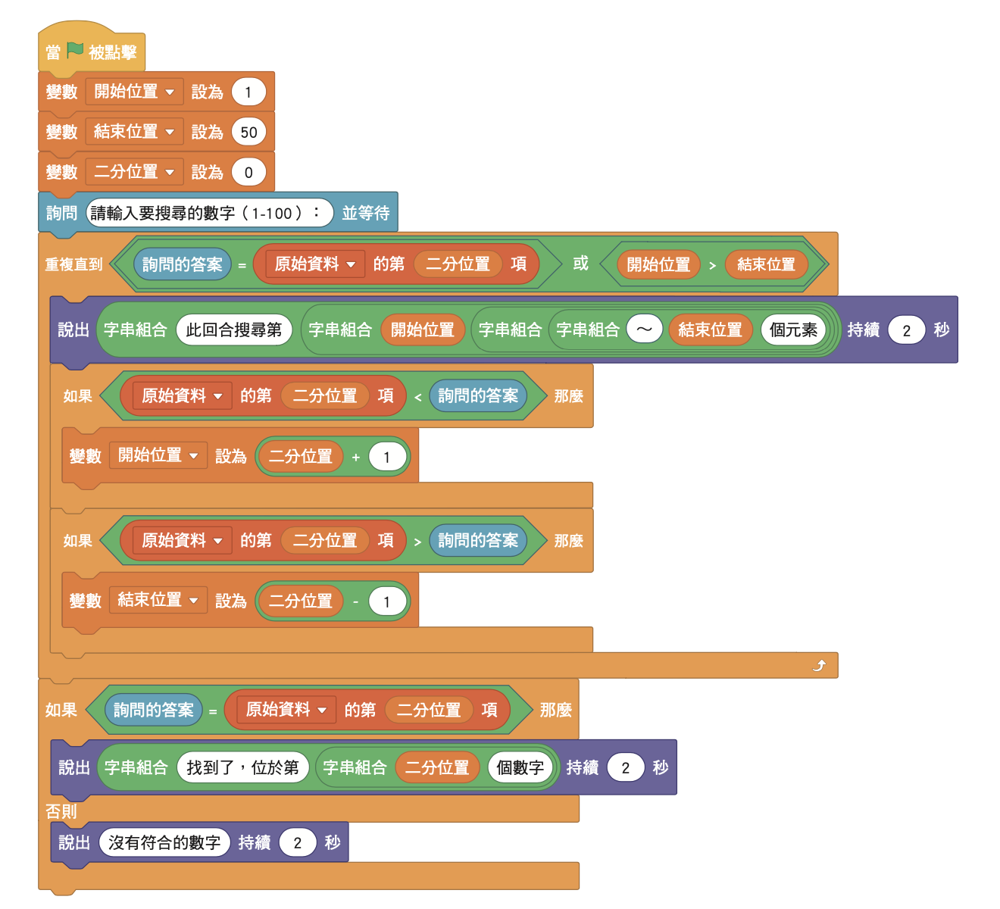 當 被點擊
變數 開始位置 設為 1
變數 結束位置 設為 50
變數 二分位置 設為 0
詢問 請輸入要搜尋的數字（1-100）： 並等待
重複直到 詢問的答案 = 原始資料 的第 二分位置 項 或 開始位置 > 結束位置
說出 字串組合 此回合搜尋第 字串組合 開始位置 字串組合 字串組合 ～ 結束位置 個元素 持續 2 秒
如果 原始資料 的第 二分位置 項 < 詢問的答案 那麼
變數 開始位置 設為 二分位置 + 1
如果 原始資料 的第 二分位置 項 > 詢問的答案 那麼
變數 結束位置 設為 二分位置 - 1
如果 詢問的答案 = 原始資料 的第 二分位置 項 那麼
說出 字串組合 找到了，位於第 字串組合 二分位置 個數字 持續 2 秒
否則
說出 沒有符合的數字 持續 2 秒